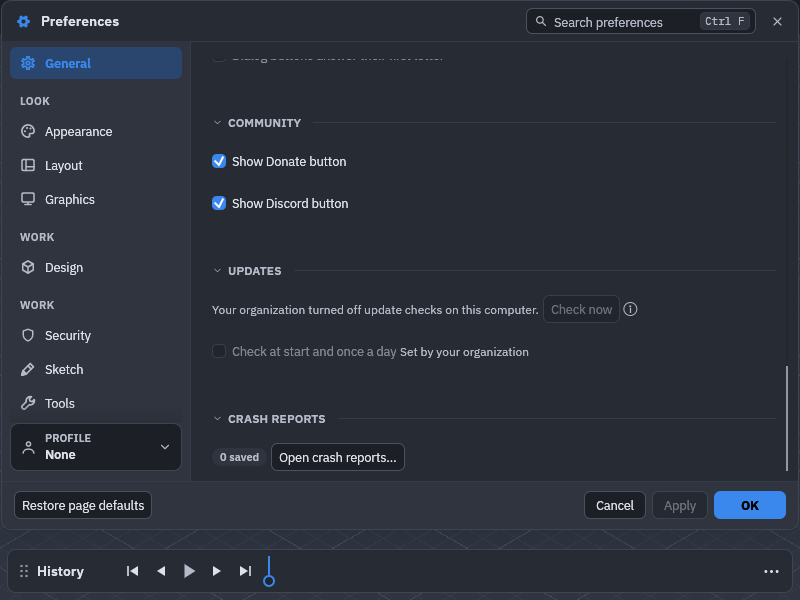 Preferences
Search preferences
Ctrl F
General
LOOK
Appearance
Layout
Graphics
WORK
Design
WORK
Security
Sketch
Tools
PROFILE
None
COMMUNITY
Show Donate button
Show Discord button
UPDATES
Your organization turned off update checks on this computer.
Check now
Check at start and once a day Set by your organization
CRASH REPORTS
0 saved
Open crash reports...
Restore page defaults
Cancel
Apply
OK
History